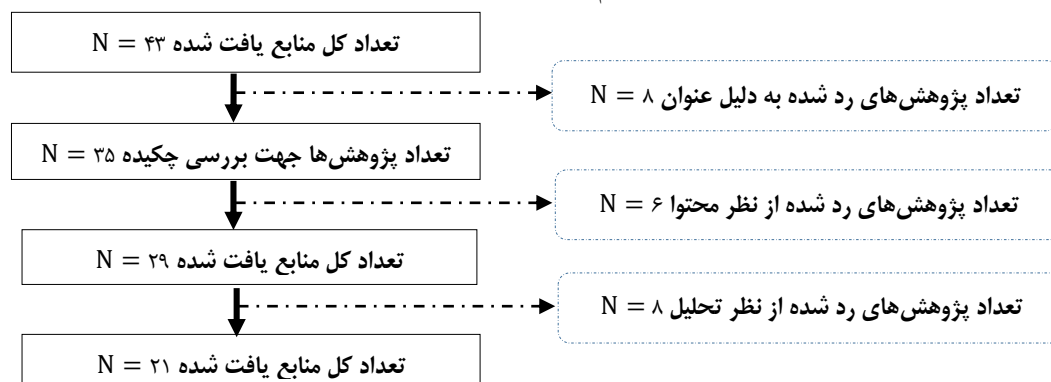 تعداد کل منابع یافت شده N = ۴۳
تعداد پژوهش‌های رد شده به دلیل عنوان N = ۸
تعداد پژوهش‌ها جهت بررسی چکیده N = ۳۵
تعداد پژوهش‌های رد شده از نظر محتوا N = ۶
تعداد کل منابع یافت شده N = ۲۹
تعداد پژوهش‌های رد شده از نظر تحلیل N = ۸
تعداد کل منابع یافت شده N = ۲۱